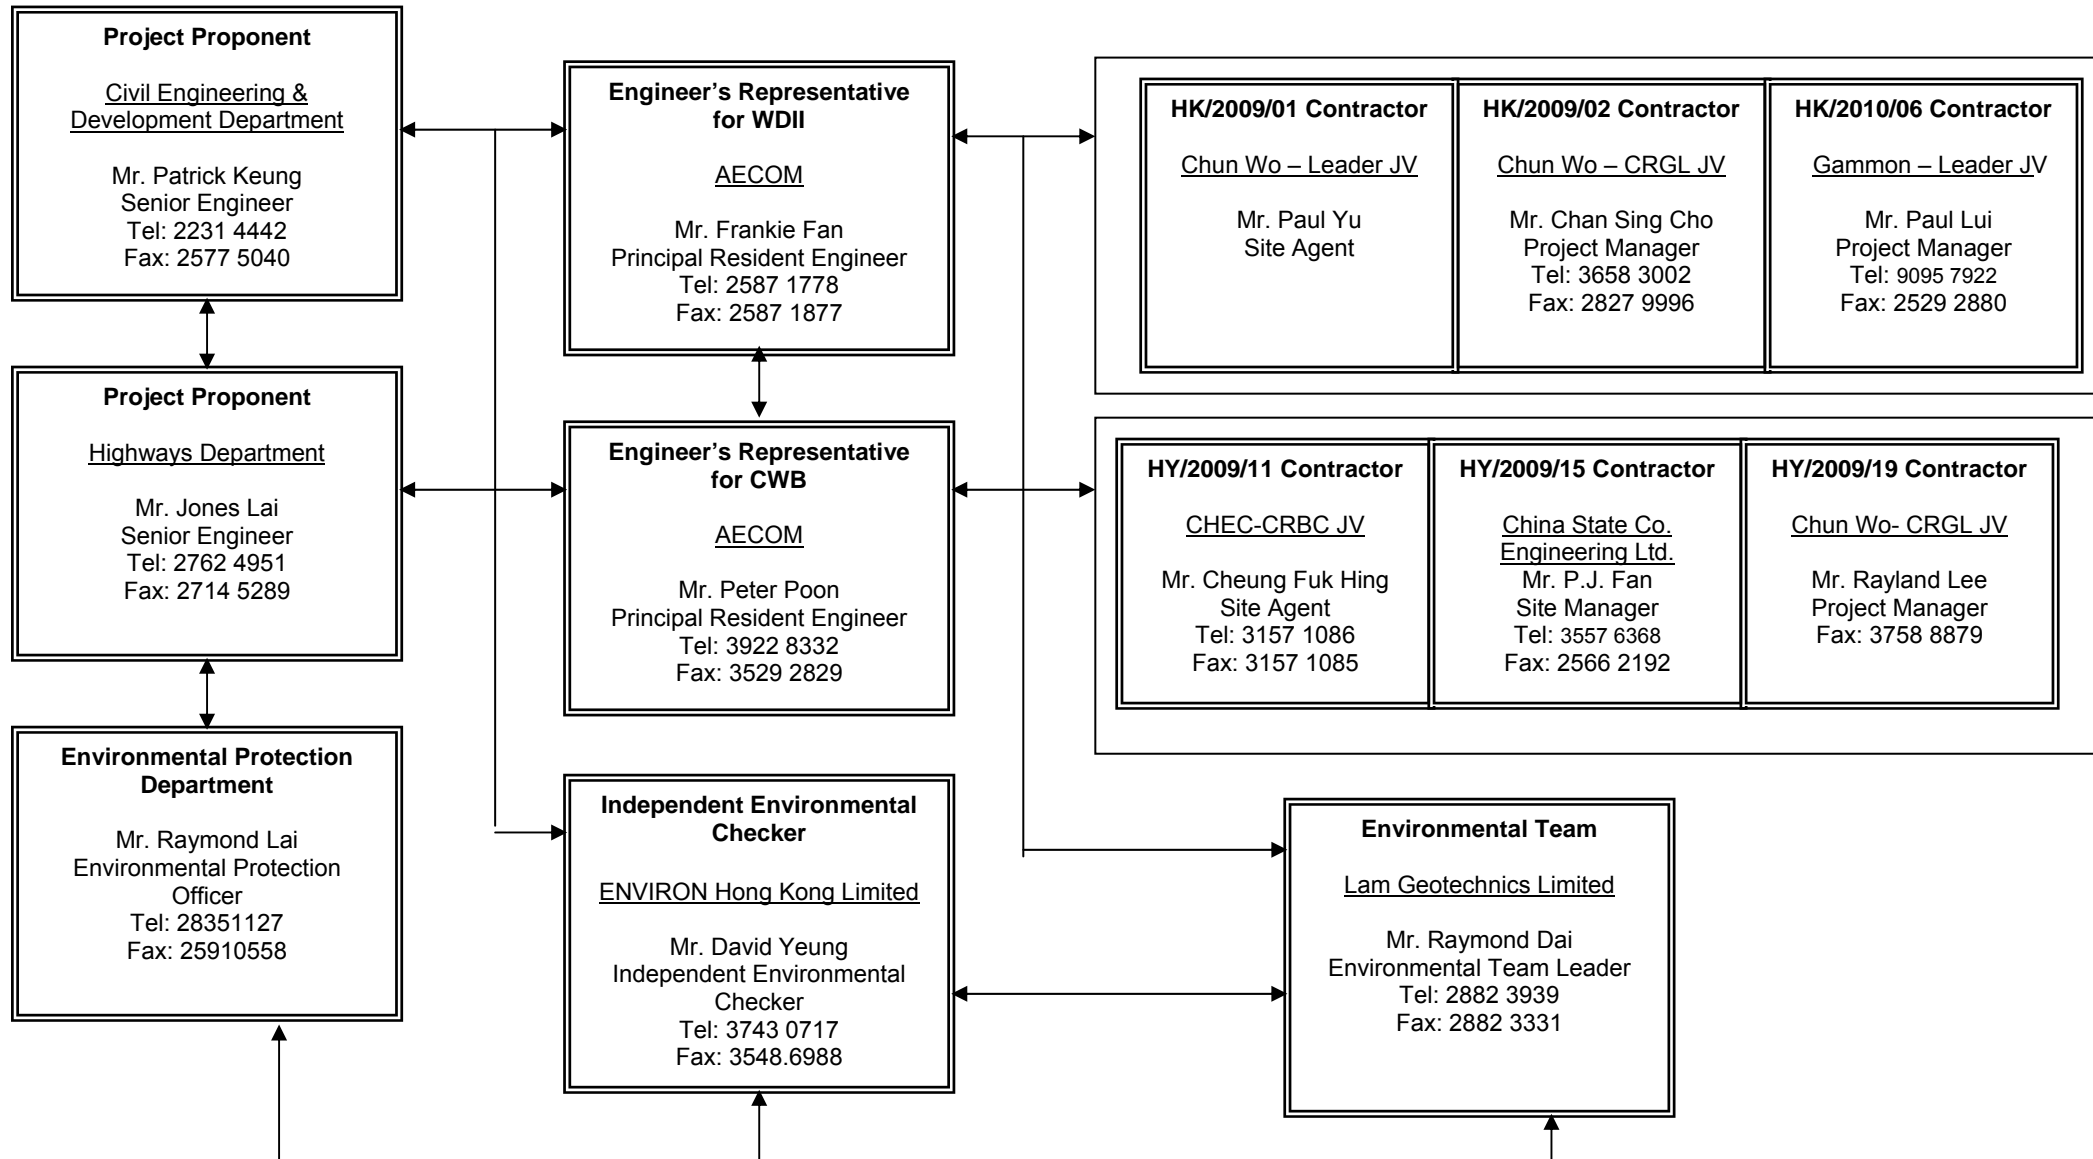 Project Proponent
Civil Engineering &
Development Department
Mr. Patrick Keung
Senior Engineer
Tel: 2231 4442
Fax: 2577 5040
Engineer’s Representative
for WDII
AECOM
Mr. Frankie Fan
Principal Resident Engineer
Tel: 2587 1778
Fax: 2587 1877
HK/2009/01 Contractor
Chun Wo – Leader JV
Mr. Paul Yu
Site Agent
HK/2009/02 Contractor
Chun Wo – CRGL JV
Mr. Chan Sing Cho
Project Manager
Tel: 3658 3002
Fax: 2827 9996
HK/2010/06 Contractor
Gammon – Leader JV
Mr. Paul Lui
Project Manager
Tel: 9095 7922
Fax: 2529 2880
Project Proponent
Highways Department
Mr. Jones Lai
Senior Engineer
Tel: 2762 4951
Fax: 2714 5289
Engineer’s Representative
for CWB
AECOM
Mr. Peter Poon
Principal Resident Engineer
Tel: 3922 8332
Fax: 3529 2829
HY/2009/11 Contractor
CHEC-CRBC JV
Mr. Cheung Fuk Hing
Site Agent
Tel: 3157 1086
Fax: 3157 1085
HY/2009/15 Contractor
China State Co.
Engineering Ltd.
Mr. P.J. Fan
Site Manager
Tel: 3557 6368
Fax: 2566 2192
HY/2009/19 Contractor
Chun Wo- CRGL JV
Mr. Rayland Lee
Project Manager
Fax: 3758 8879
Environmental Protection
Department
Mr. Raymond Lai
Environmental Protection
Officer
Tel: 28351127
Fax: 25910558
Independent Environmental
Checker
ENVIRON Hong Kong Limited
Mr. David Yeung
Independent Environmental
Checker
Tel: 3743 0717
Fax: 3548.6988
Environmental Team
Lam Geotechnics Limited
Mr. Raymond Dai
Environmental Team Leader
Tel: 2882 3939
Fax: 2882 3331